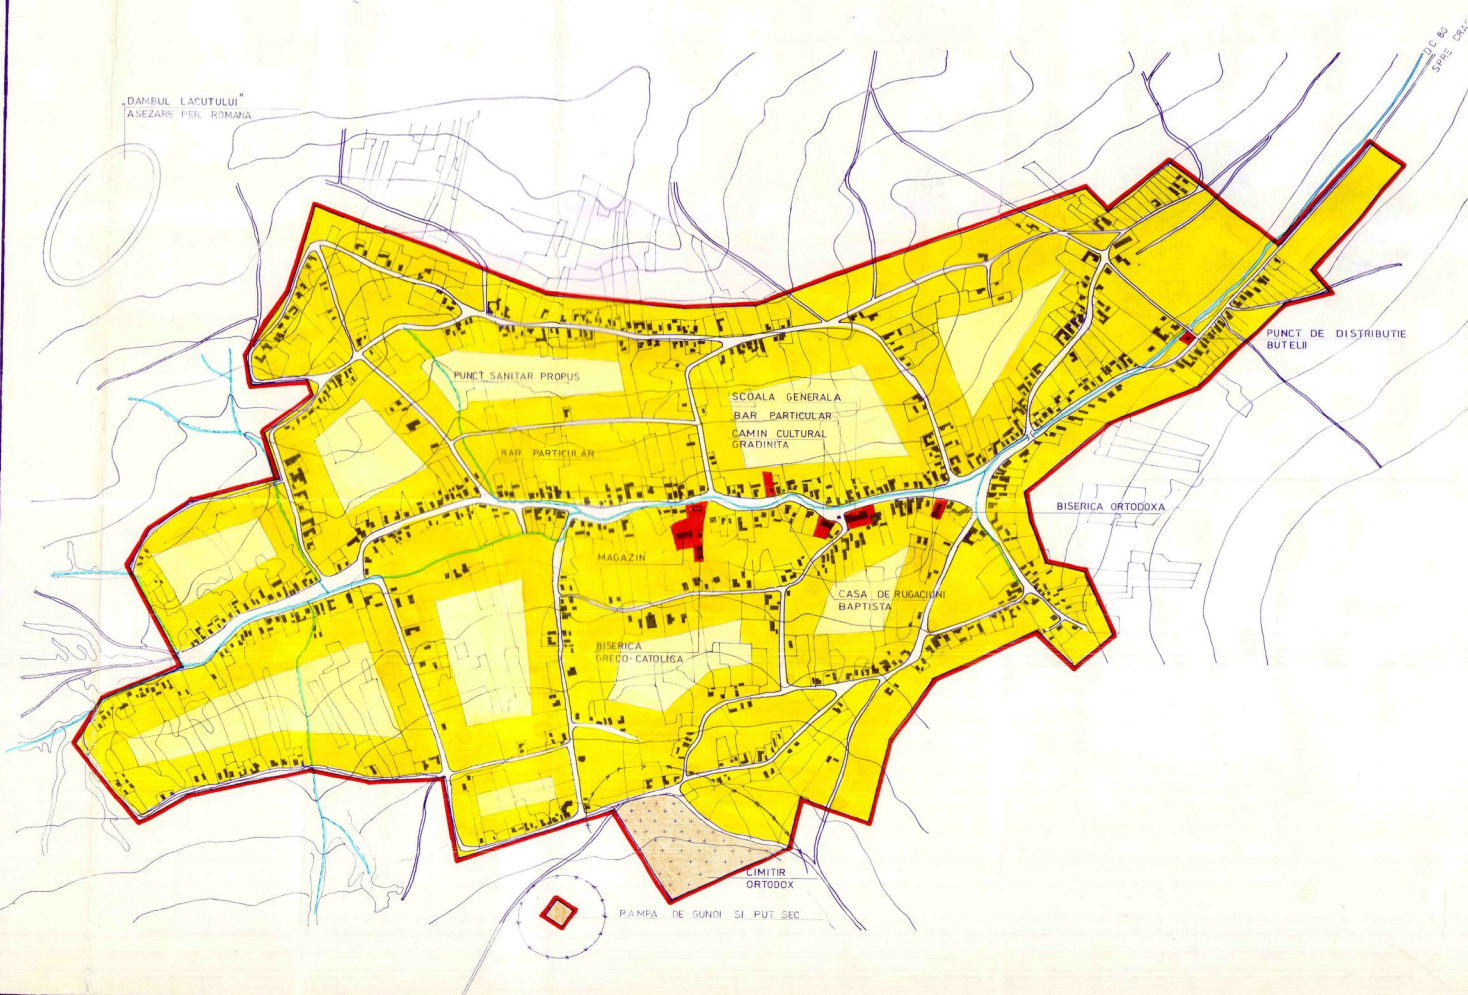 DC 80
SPRE
„DAMBUL LACUTULUI"
ASEZARE PER. ROMANA
PUNCT DE DISTRIBUTIE
BUTELII
PUNCT SANITAR PROPUS
SCOALA GENERALA
BAR PARTICULAR
CAMIN CULTURAL
GRADINITA
BAR PARTICULAR
BISERICA ORTODOXA
MAGAZIN
CASA DE RUGACIUNI
BAPTISTA
BISERICA
GRECO-CATOLICA
CIMITIR
ORTODOX
RAMPA DE GUNOI SI PUT SEC